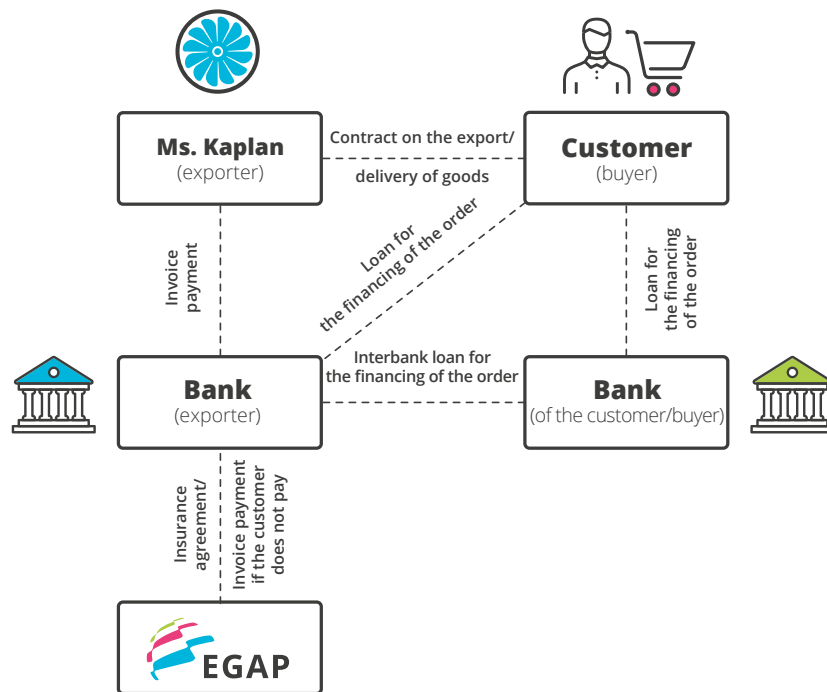 Ms. Kaplan
(exporter)
Contract on the export/
delivery of goods
Customer
(buyer)
Invoice
payment
Loan for
the financing of the order
Loan for
the financing
of the order
Bank
(exporter)
Interbank loan for
the financing of the order
Bank
(of the customer/buyer)
Insurance
agreement/
Invoice payment
if the customer
does not pay
EGAP